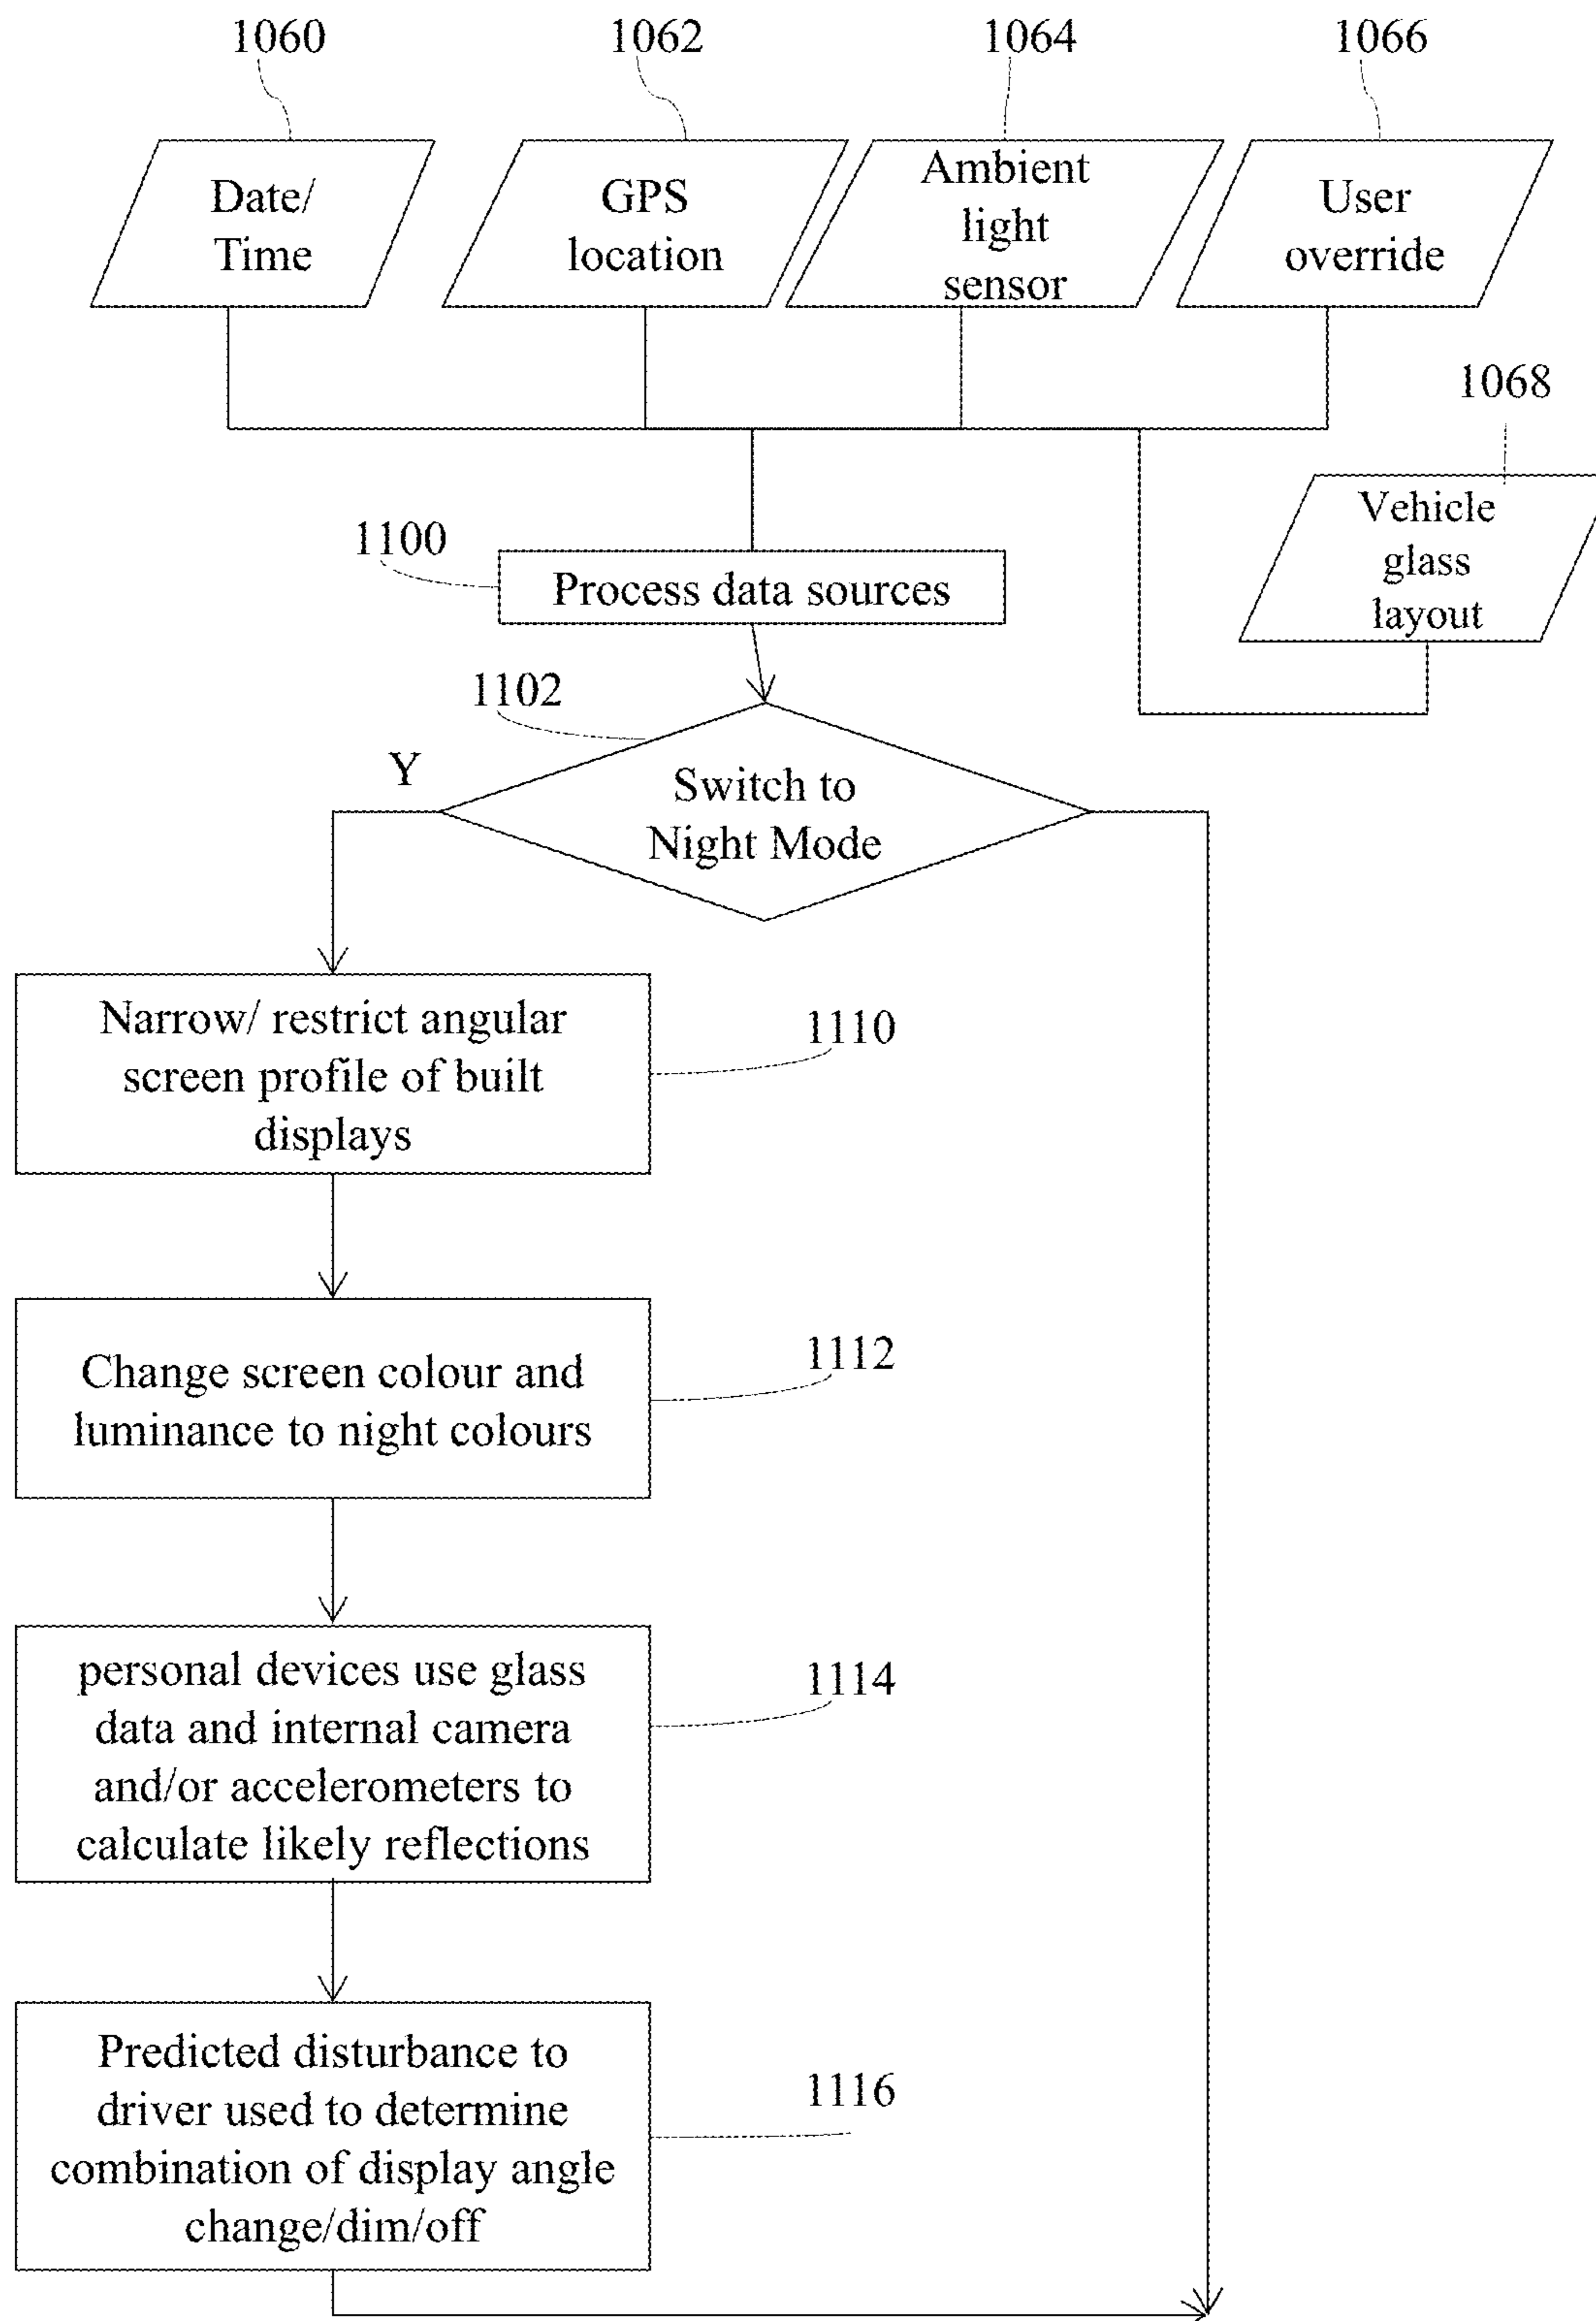 1060
1062
1064
1066
Date/
Time
GPS
location
Ambient
light
sensor
User
override
1068
Vehicle
glass
layout
1100
Process data sources
1102
Y
Switch to
Night Mode
Narrow/ restrict angular
screen profile of built
displays
1110
Change screen colour and
luminance to night colours
1112
personal devices use glass
data and internal camera
and/or accelerometers to
calculate likely reflections
1114
Predicted disturbance to
driver used to determine
combination of display angle
change/dim/off
1116